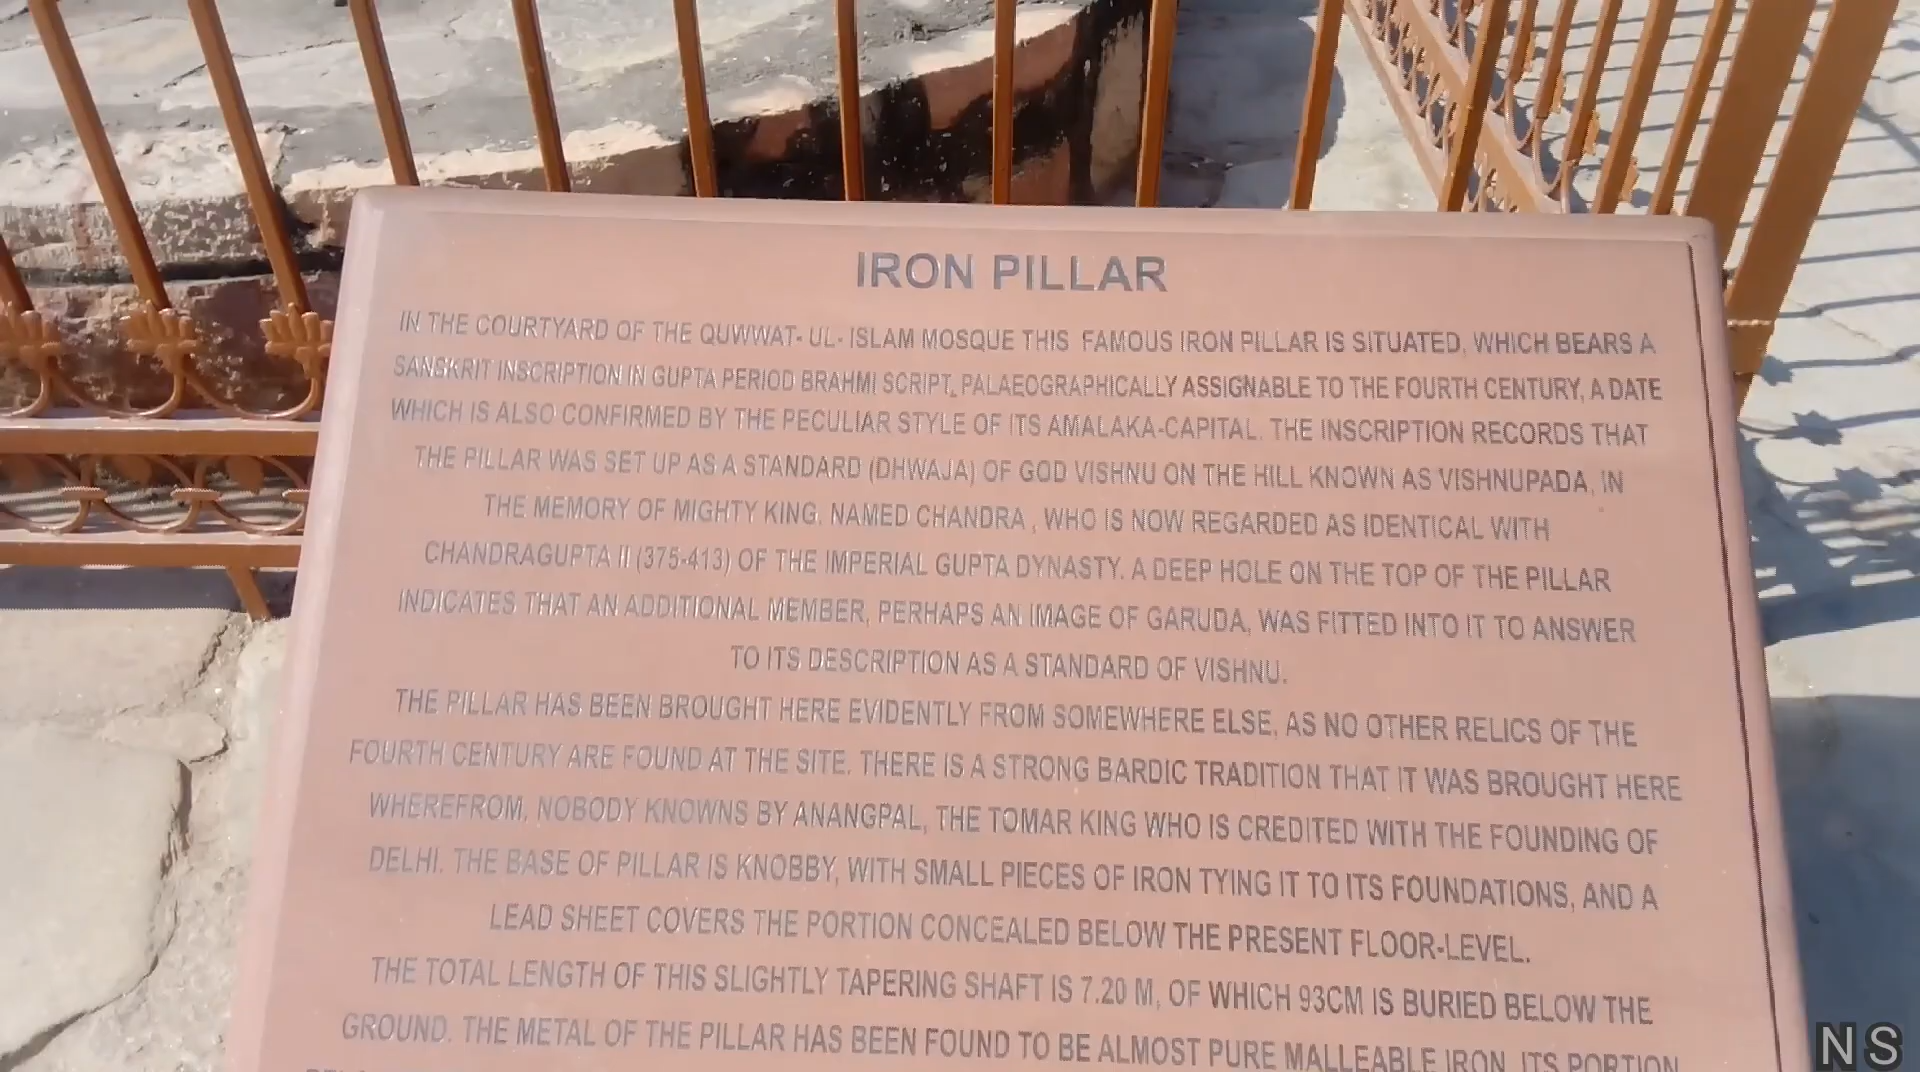 IRON PILLAR
IN THE COURTYARD OF THE QUWWAT- UL- ISLAM MOSQUE THIS FAMOUS IRON PILLAR IS SITUATED, WHICH BEARS A
SANSKRIT INSCRIPTION IN GUPTA PERIOD BRAHMI SCRIPT, PALAEOGRAPHICALLY ASSIGNABLE TO THE FOURTH CENTURY, A DATE
WHICH IS ALSO CONFIRMED BY THE PECULIAR STYLE OF ITS AMALAKA-CAPITAL. THE INSCRIPTION RECORDS THAT
THE PILLAR WAS SET UP AS A STANDARD (DHWAJA) OF GOD VISHNU ON THE HILL KNOWN AS VISHNUPADA, IN
THE MEMORY OF MIGHTY KING, NAMED CHANDRA , WHO IS NOW REGARDED AS IDENTICAL WITH
CHANDRAGUPTA II (375-413) OF THE IMPERIAL GUPTA DYNASTY. A DEEP HOLE ON THE TOP OF THE PILLAR
INDICATES THAT AN ADDITIONAL MEMBER, PERHAPS AN IMAGE OF GARUDA, WAS FITTED INTO IT TO ANSWER
TO ITS DESCRIPTION AS A STANDARD OF VISHNU.
THE PILLAR HAS BEEN BROUGHT HERE EVIDENTLY FROM SOMEWHERE ELSE, AS NO OTHER RELICS OF THE
FOURTH CENTURY ARE FOUND AT THE SITE. THERE IS A STRONG BARDIC TRADITION THAT IT WAS BROUGHT HERE
WHEREFROM, NOBODY KNOWNS BY ANANGPAL, THE TOMAR KING WHO IS CREDITED WITH THE FOUNDING OF
DELHI. THE BASE OF PILLAR IS KNOBBY, WITH SMALL PIECES OF IRON TYING IT TO ITS FOUNDATIONS, AND A
LEAD SHEET COVERS THE PORTION CONCEALED BELOW THE PRESENT FLOOR-LEVEL.
THE TOTAL LENGTH OF THIS SLIGHTLY TAPERING SHAFT IS 7.20 M, OF WHICH 93CM IS BURIED BELOW THE
GROUND. THE METAL OF THE PILLAR HAS BEEN FOUND TO BE ALMOST PURE MALLEABLE IRON. ITS PORTION
NS